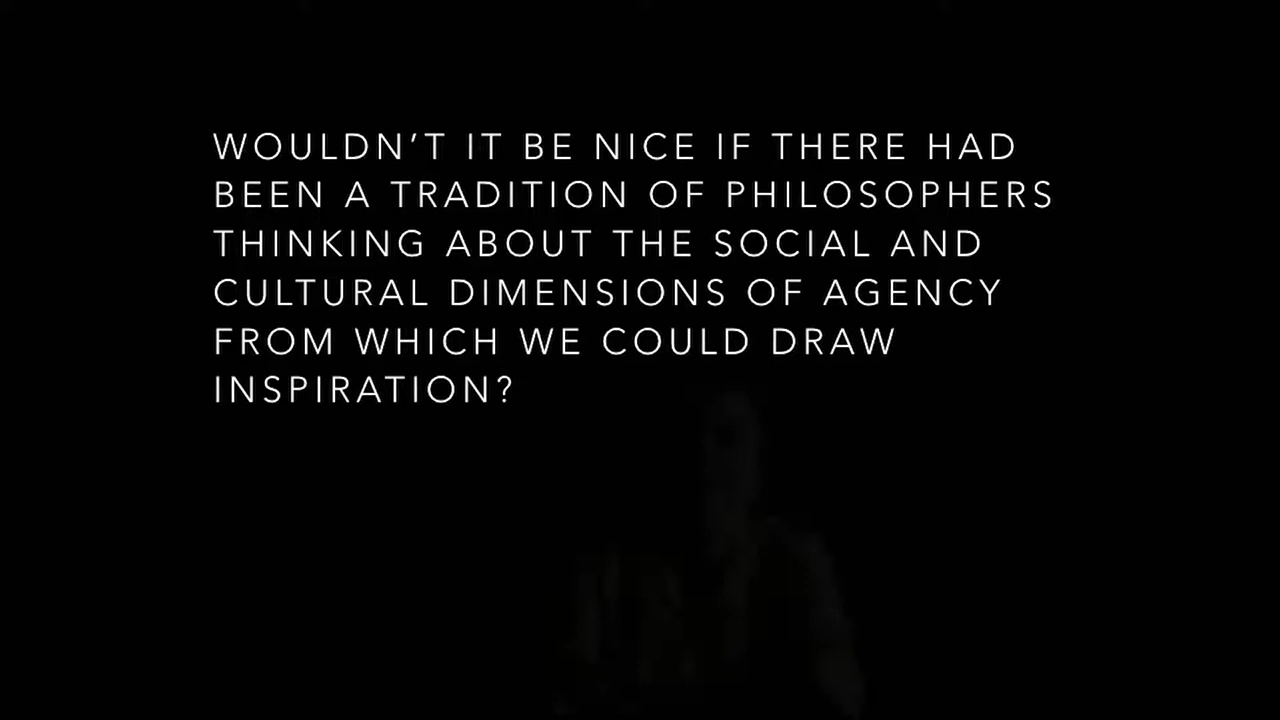 WOULDN’T IT BE NICE IF THERE HAD
BEEN A TRADITION OF PHILOSOPHERS
THINKING ABOUT THE SOCIAL AND
CULTURAL DIMENSIONS OF AGENCY
FROM WHICH WE COULD DRAW
INSPIRATION?